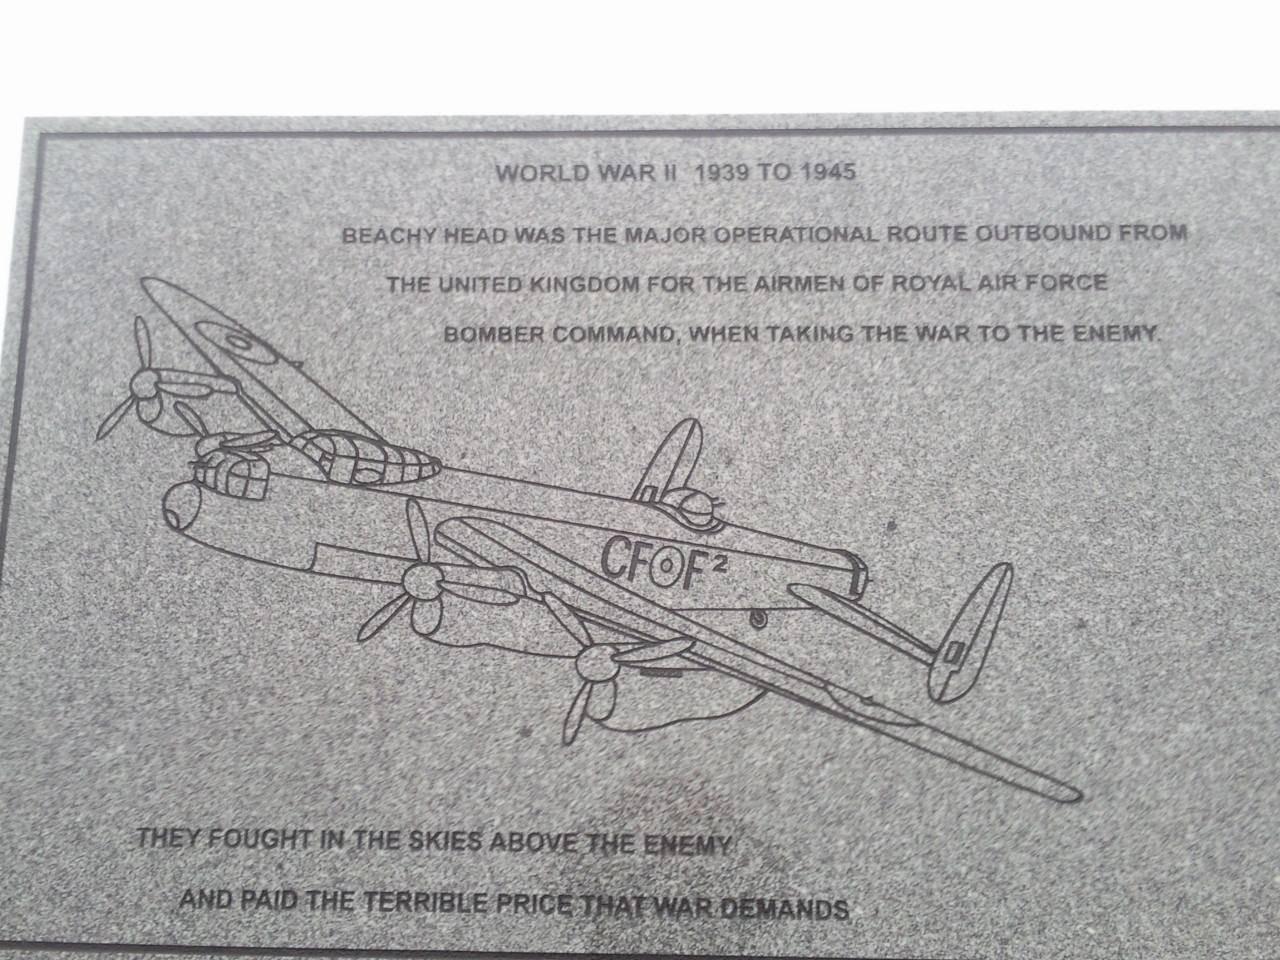 WORLD WAR II 1939 TO 1945
BEACHY HEAD WAS THE MAJOR OPERATIONAL ROUTE OUTBOUND FROM
THE UNITED KINGDOM FOR THE AIRMEN OF ROYAL AIR FORCE
BOMBER COMMAND, WHEN TAKING THE WAR TO THE ENEMY.
CF F²
THEY FOUGHT IN THE SKIES ABOVE THE ENEMY
AND PAID THE TERRIBLE PRICE THAT WAR DEMANDS